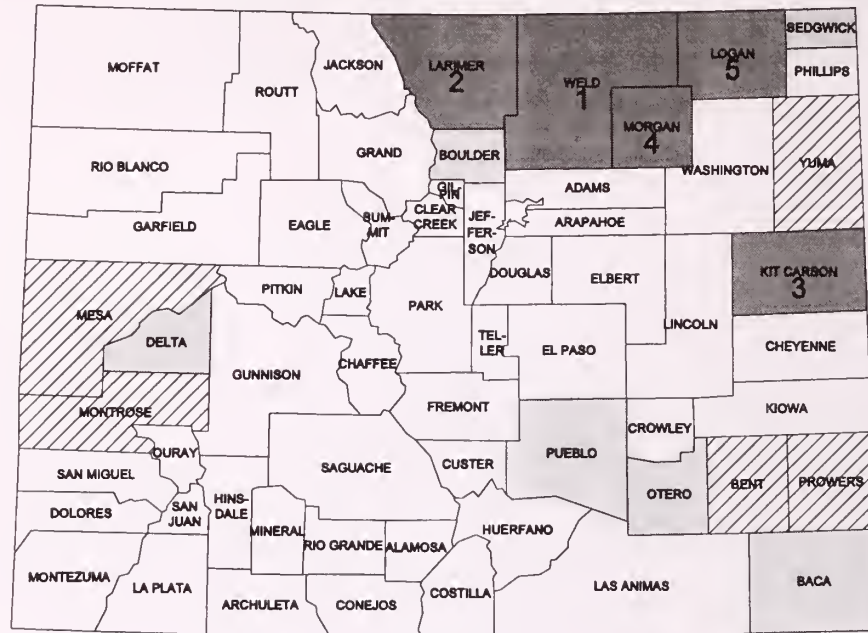 SEDGWICK
LOGAN
5
LARIMER
2
WELD
1
JACKSON
MOFFAT
ROUTT
PHILLIPS
MORGAN
4
GRAND
BOULDER
WASHINGTON
YUMA
RIO BLANCO
GIL-
PIN
ADAMS
CLEAR
CREEK
JEF-
FER-
SON
ARAPAHOE
GARFIELD
EAGLE
SUM-
MIT
DOUGLAS
ELBERT
KIT CARSON
3
PITKIN
LAKE
PARK
MESA
LINCOLN
DELTA
TEL-
LER
EL PASO
CHEYENNE
GUNNISON
CHAFFEE
MONTROSE
FREMONT
KIOWA
CROWLEY
OURAY
PUEBLO
SAGUACHE
CUSTER
SAN MIGUEL
BENT
PROWERS
OTERO
HINS-
DALE
DOLORES
SAN
JUAN
MINERAL
RIO GRANDE
ALAMOSA
HUERFANO
MONTEZUMA
LA PLATA
ARCHULETA
CONEJOS
COSTILLA
LAS ANIMAS
BACA